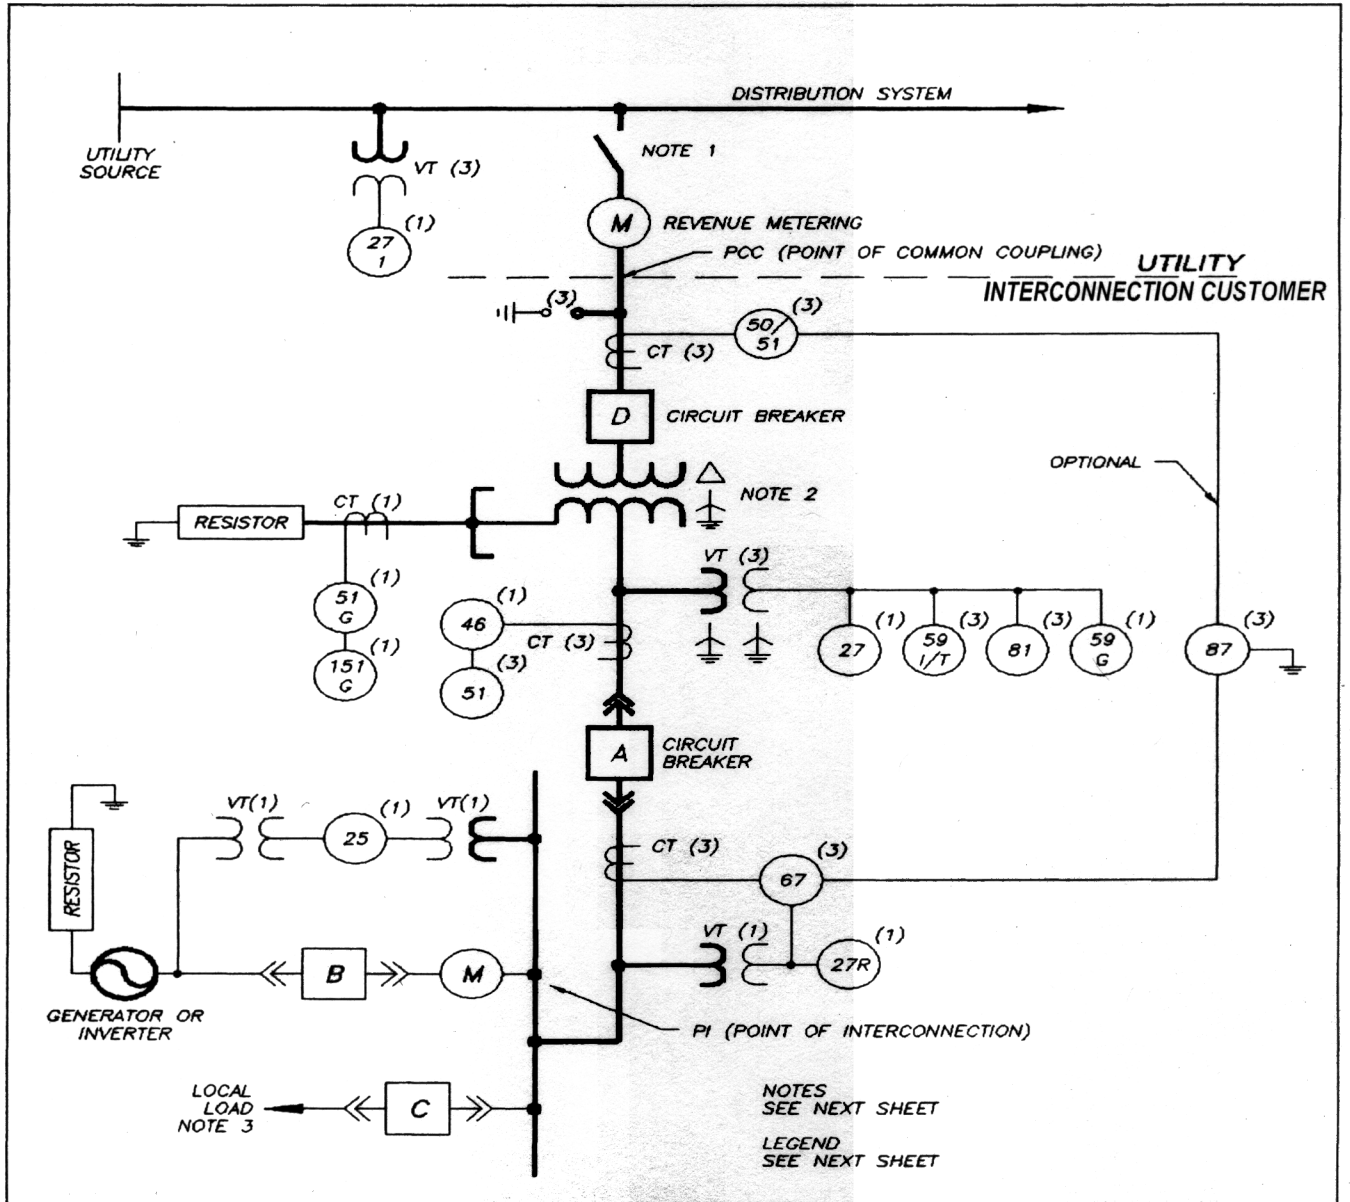 DISTRIBUTION SYSTEM
UTILITY
SOURCE
NOTE 1
VT (3)
(1)
27
1
M
REVENUE METERING
PCC (POINT OF COMMON COUPLING)
UTILITY
INTERCONNECTION CUSTOMER
(3)
50/
51
(3)
CT (3)
D
CIRCUIT BREAKER
OPTIONAL
NOTE 2
CT (1)
RESISTOR
VT (3)
51
G
(1)
151
G
(1)
46
(1)
51
(3)
CT (3)
27
(1)
59
I/T
(3)
81
(3)
59
G
(1)
87
(3)
A
CIRCUIT
BREAKER
VT(1)
25
(1)
VT(1)
RESISTOR
CT (3)
67
(3)
VT (1)
27R
(1)
B
M
GENERATOR OR
INVERTER
PI (POINT OF INTERCONNECTION)
LOCAL
LOAD
NOTE 3
C
NOTES
SEE NEXT SHEET
LEGEND
SEE NEXT SHEET